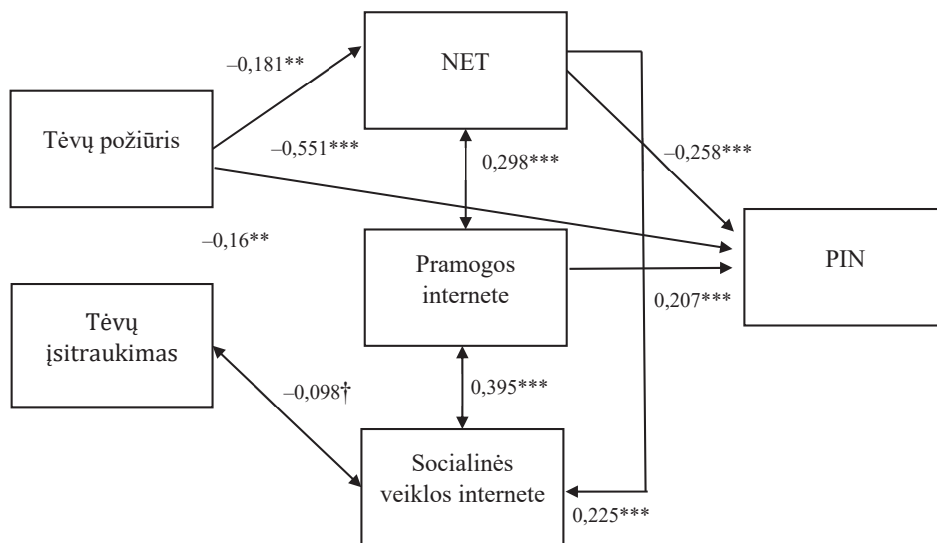 NET
–0,181**
Tėvų požiūris
–0,551***
0,298***
–0,258***
–0,16**
Pramogos
internete
PIN
0,207***
Tėvų
įsitraukimas
–0,098†
0,395***
Socialinės
veiklos internete
0,225***